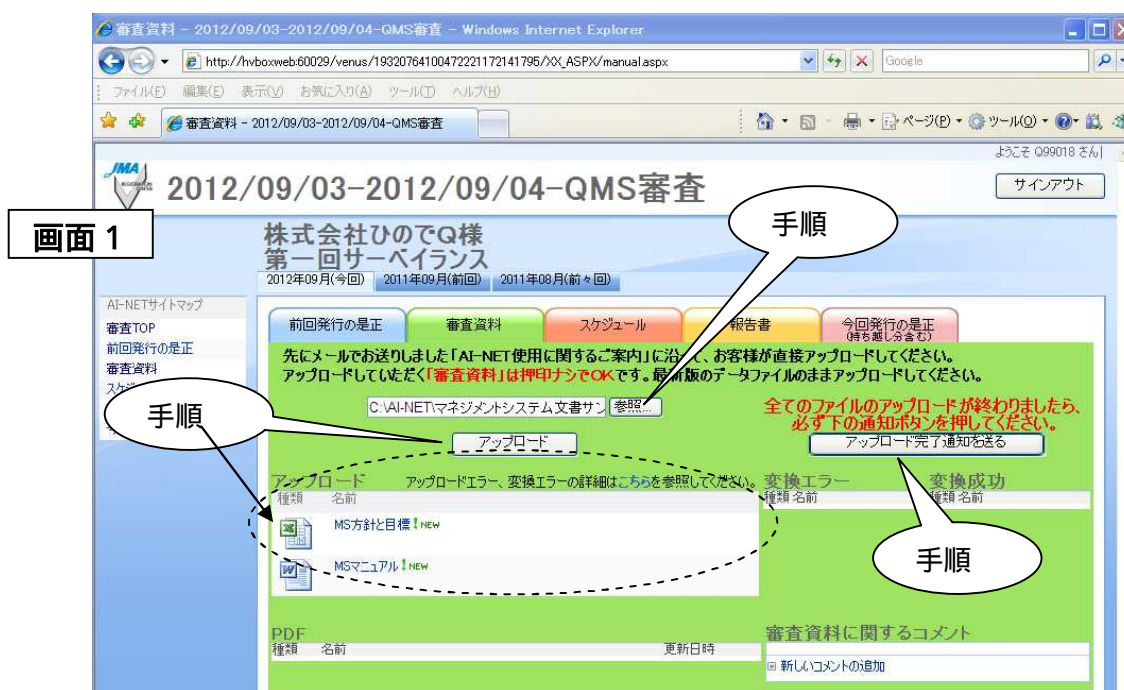 審査資料 - 2012/09/03-2012/09/04-QMS審査 - Windows Internet Explorer
http://hvboxweb:60029/venus/19320764100472221172141795/XX_ASPX/manual.aspx
Google
ファイル(F) 編集(E) 表示(V) お気に入り(A) ツール(T) ヘルプ(H)
審査資料 - 2012/09/03-2012/09/04-QMS審査
ページ(P) ツール(O)
ようこそ Q99018 さん|
JMA
2012/09/03-2012/09/04-QMS審査
サインアウト
手順
画面 1
株式会社ひのでQ様
第一回サーベイランス
2012年09月(今回) 2011年09月(前回) 2011年08月(前々回)
AI-NETサイトマップ
審査TOP
前回発行の是正
審査資料
前回発行の是正 審査資料 スケジュール 報告書 今回発行の是正
(持ち越し分含む)
先にメールでお送りしました「AI-NET使用に関するご案内」に沿って、お客様が直接アップロードしてください。
アップロードしていただく「審査資料」は押印ナシでOKです。最新版のデータファイルのままアップロードしてください。
手順
C:\AI-NET\マネジメントシステム文書サン 参照...
全てのファイルのアップロードが終わりましたら、
必ず下の通知ボタンを押してください。
アップロード
アップロード完了通知を送る
アップロード アップロードエラー、変換エラーの詳細はこちらを参照してください。
種類 名前
変換エラー 変換成功
種類 名前 種類 名前
MS方針と目標 ! NEW
手順
MSマニュアル ! NEW
PDF
種類 名前 更新日時
審査資料に関するコメント
新しいコメントの追加